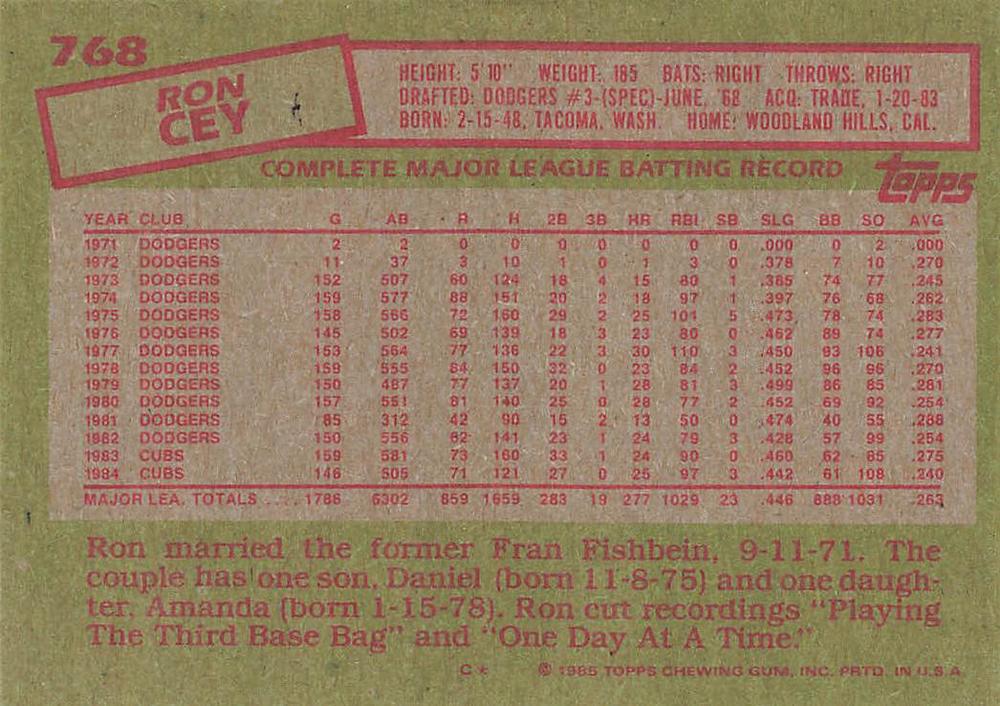 768
RON
CEY
HEIGHT: 5'10" WEIGHT: 185 BATS: RIGHT THROWS: RIGHT
DRAFTED: DODGERS #3-(SPEC)-JUNE, '68 ACQ: TRADE, 1-20-83
BORN: 2-15-48, TACOMA, WASH. HOME: WOODLAND HILLS, CAL.
COMPLETE MAJOR LEAGUE BATTING RECORD
topps
YEAR CLUB G AB R H 2B 3B HR RBI SB SLG BB SO AVG
1971 DODGERS 2 2 0 0 0 0 0 0 0 .000 0 2 .000
1972 DODGERS 11 37 3 10 1 0 1 3 0 .378 7 10 .270
1973 DODGERS 152 507 60 124 18 4 15 80 1 .385 74 77 .245
1974 DODGERS 159 577 88 151 20 2 18 97 1 .397 76 68 .262
1975 DODGERS 158 566 72 160 29 2 25 101 5 .473 78 74 .283
1976 DODGERS 145 502 69 139 18 3 23 80 0 .462 89 74 .277
1977 DODGERS 153 564 77 136 22 3 30 110 3 .450 93 106 .241
1978 DODGERS 159 555 84 150 32 0 23 84 2 .452 96 96 .270
1979 DODGERS 150 487 77 137 20 1 28 81 3 .499 86 85 .281
1980 DODGERS 157 551 81 140 25 0 28 77 2 .452 69 92 .254
1981 DODGERS 85 312 42 90 15 2 13 50 0 .474 40 55 .288
1982 DODGERS 150 556 62 141 23 1 24 79 3 .428 57 99 .254
1983 CUBS 159 581 73 160 33 1 24 90 0 .460 62 85 .275
1984 CUBS 146 505 71 121 27 0 25 97 3 .442 61 108 .240
MAJOR LEA. TOTALS .... 1786 6302 859 1659 283 19 277 1029 23 .446 888 1031 .263
Ron married the former Fran Fishbein, 9-11-71. The
couple has one son, Daniel (born 11-8-75) and one daugh-
ter, Amanda (born 1-15-78). Ron cut recordings "Playing
The Third Base Bag" and "One Day At A Time."
C* © 1985 TOPPS CHEWING GUM, INC. PRTD. IN U.S.A.